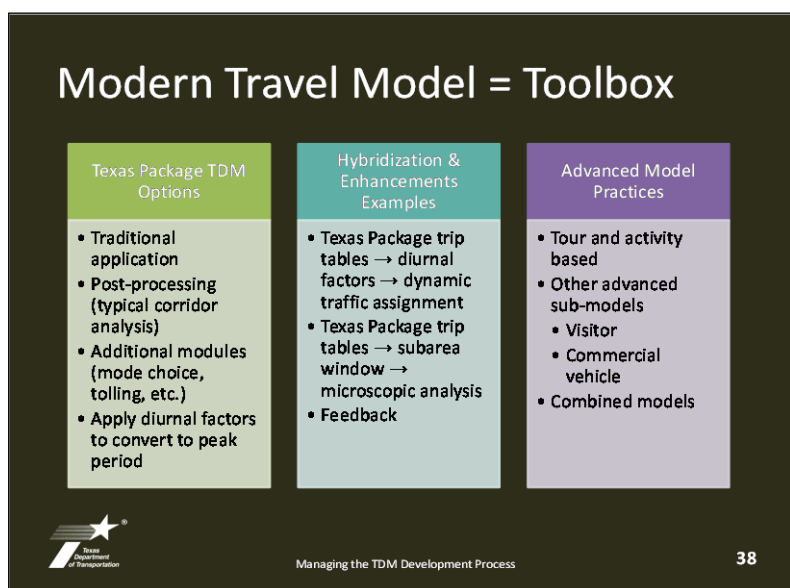 Modern Travel Model = Toolbox
Texas Package TDM
Options
• Traditional
application
• Post-processing
(typical corridor
analysis)
• Additional modules
(mode choice,
tolling, etc.)
• Apply diurnal factors
to convert to peak
period
Hybridization &
Enhancements
Examples
• Texas Package trip
tables → diurnal
factors → dynamic
traffic assignment
• Texas Package trip
tables → subarea
window →
microscopic analysis
• Feedback
Advanced Model
Practices
• Tour and activity
based
• Other advanced
sub-models
• Visitor
• Commercial
vehicle
• Combined models
®
Texas
Department
of Transportation
Managing the TDM Development Process
38